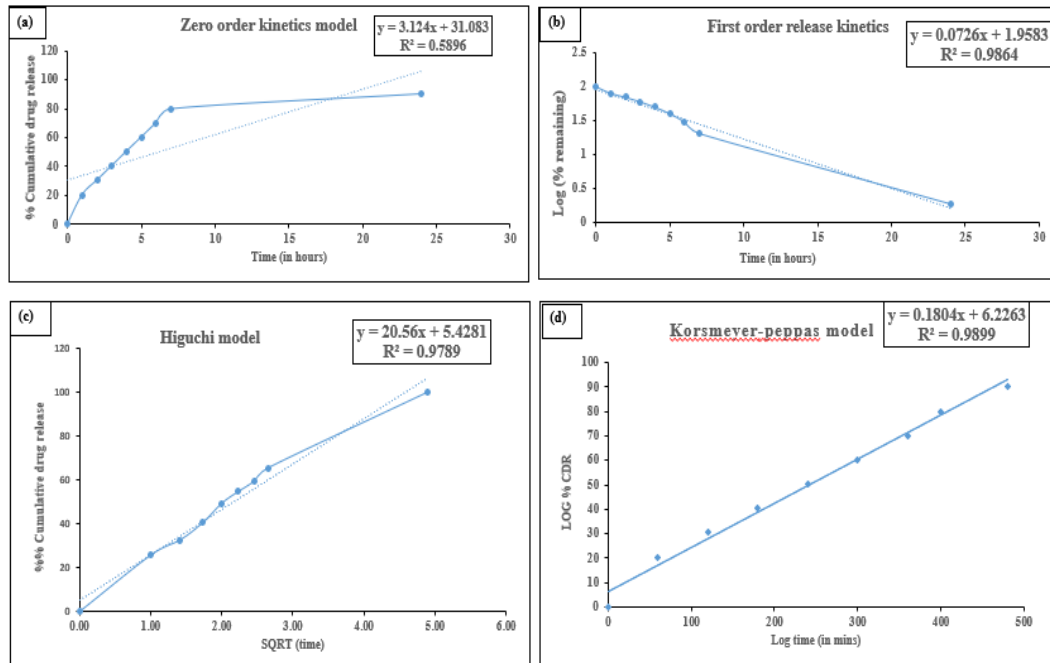 (a)
Zero order kinetics model
y = 3.124x + 31.083
R² = 0.5896
% Cumulative drug release
120
100
80
60
40
20
0
0 5 10 15 20 25 30
Time (in hours)
(b)
First order release kinetics
y = 0.0726x + 1.9583
R² = 0.9864
Log (% remaining)
2.5
2
1.5
1
0.5
0
0 5 10 15 20 25 30
Time (in hours)
(c)
Higuchi model
y = 20.56x + 5.4281
R² = 0.9789
%% Cumulative drug release
120
100
80
60
40
20
0
0.00 1.00 2.00 3.00 4.00 5.00 6.00
SQRT (time)
(d)
Korsmeyer-peppas model
y = 0.1804x + 6.2263
R² = 0.9899
LOG % CDR
100
90
80
70
60
50
40
30
20
10
0
0 100 200 300 400 500
Log time (in mins)